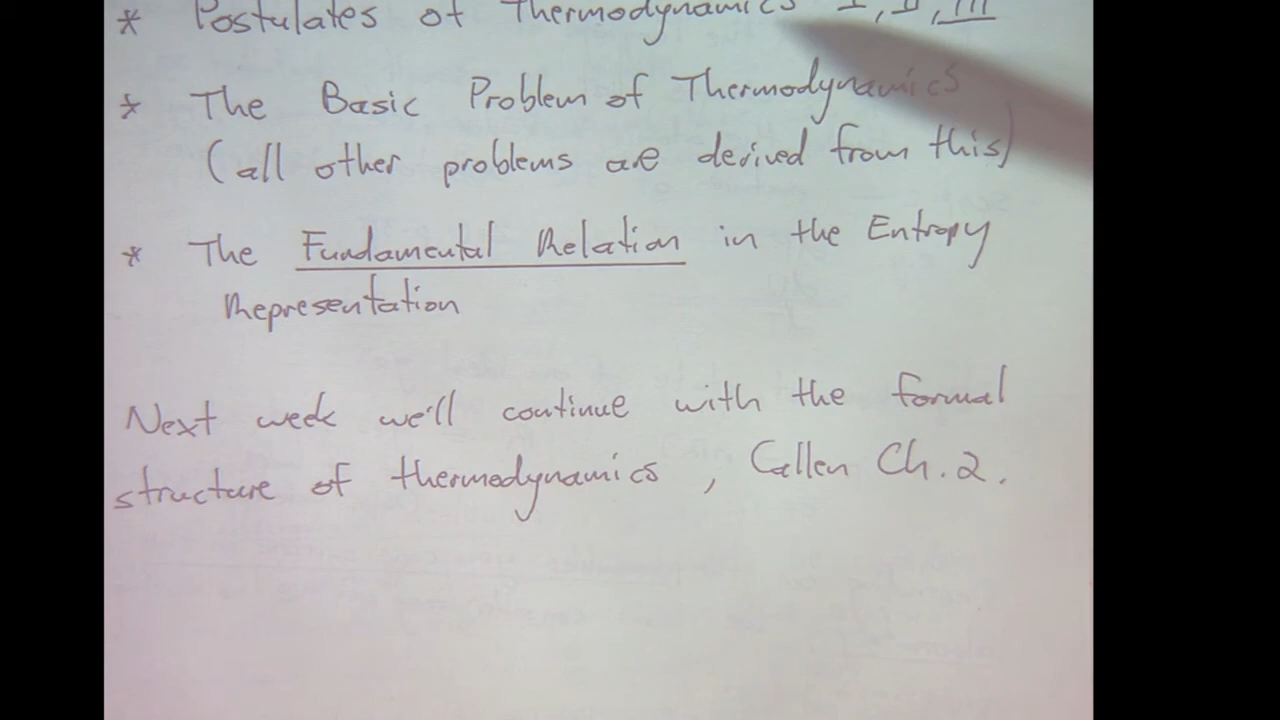 * Postulates of Thermodynamics I, II, III
* The Basic Problem of Thermodynamics
(all other problems are derived from this)
* The Fundamental Relation in the Entropy
Representation
Next week we'll continue with the formal
structure of thermodynamics, Callen Ch. 2.